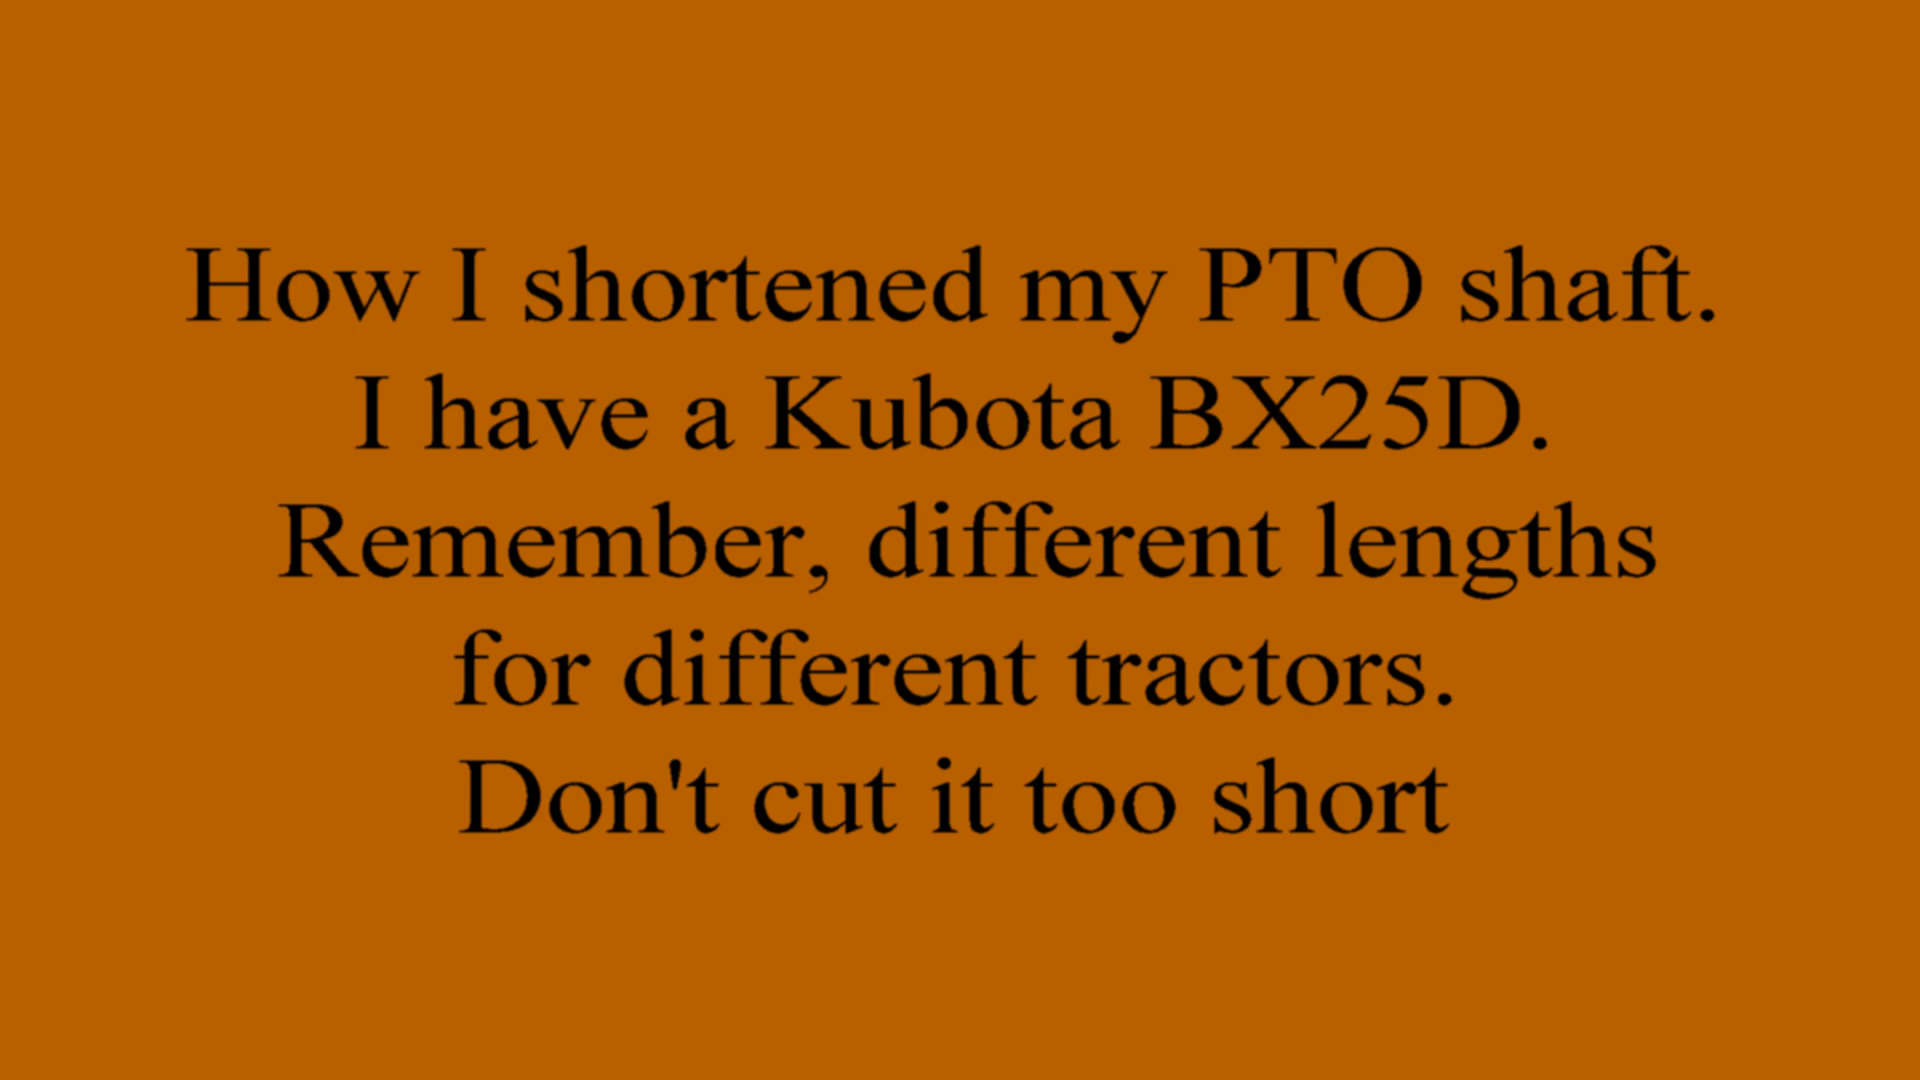 How I shortened my PTO shaft.
I have a Kubota BX25D.
Remember, different lengths
for different tractors.
Don't cut it too short